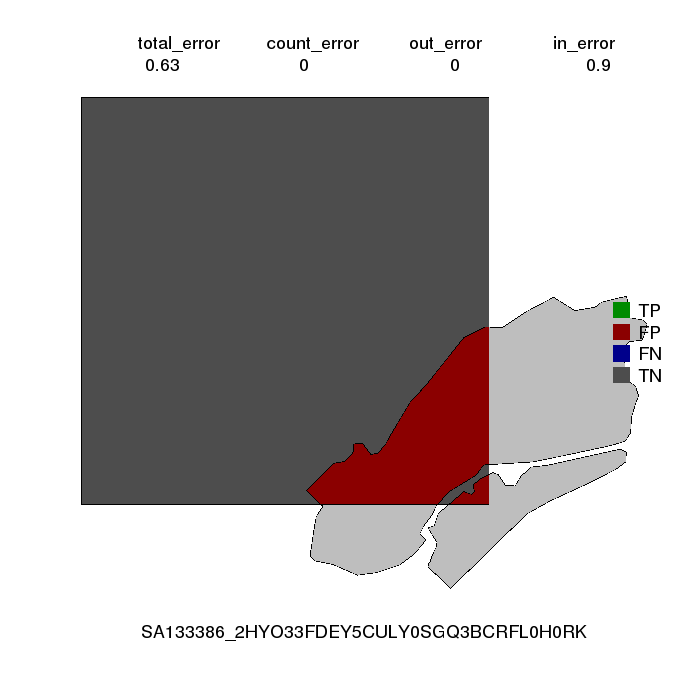 total_error count_error out_error in_error
0.63 0 0 0.9
TP
FP
FN
TN
SA133386_2HYO33FDEY5CULY0SGQ3BCRFL0H0RK